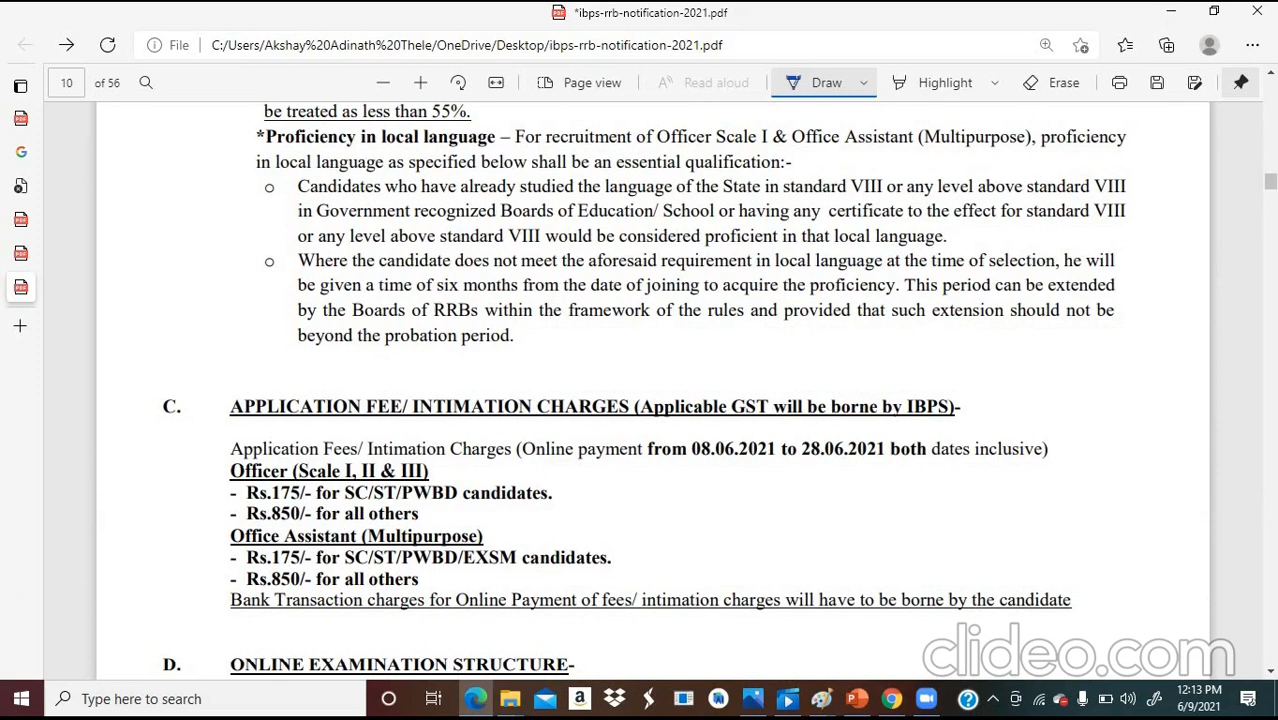 *ibps-rrb-notification-2021.pdf
File C:/Users/Akshay%20Adinath%20Thele/OneDrive/Desktop/ibps-rrb-notification-2021.pdf
10 of 56 Page view Read aloud Draw Highlight Erase
be treated as less than 55%.
*Proficiency in local language – For recruitment of Officer Scale I & Office Assistant (Multipurpose), proficiency
in local language as specified below shall be an essential qualification:-
o Candidates who have already studied the language of the State in standard VIII or any level above standard VIII
in Government recognized Boards of Education/ School or having any certificate to the effect for standard VIII
or any level above standard VIII would be considered proficient in that local language.
o Where the candidate does not meet the aforesaid requirement in local language at the time of selection, he will
be given a time of six months from the date of joining to acquire the proficiency. This period can be extended
by the Boards of RRBs within the framework of the rules and provided that such extension should not be
beyond the probation period.
C. APPLICATION FEE/ INTIMATION CHARGES (Applicable GST will be borne by IBPS)-
Application Fees/ Intimation Charges (Online payment from 08.06.2021 to 28.06.2021 both dates inclusive)
Officer (Scale I, II & III)
- Rs.175/- for SC/ST/PWBD candidates.
- Rs.850/- for all others
Office Assistant (Multipurpose)
- Rs.175/- for SC/ST/PWBD/EXSM candidates.
- Rs.850/- for all others
Bank Transaction charges for Online Payment of fees/ intimation charges will have to be borne by the candidate
clideo.com
D. ONLINE EXAMINATION STRUCTURE-
Type here to search
12:13 PM
6/9/2021